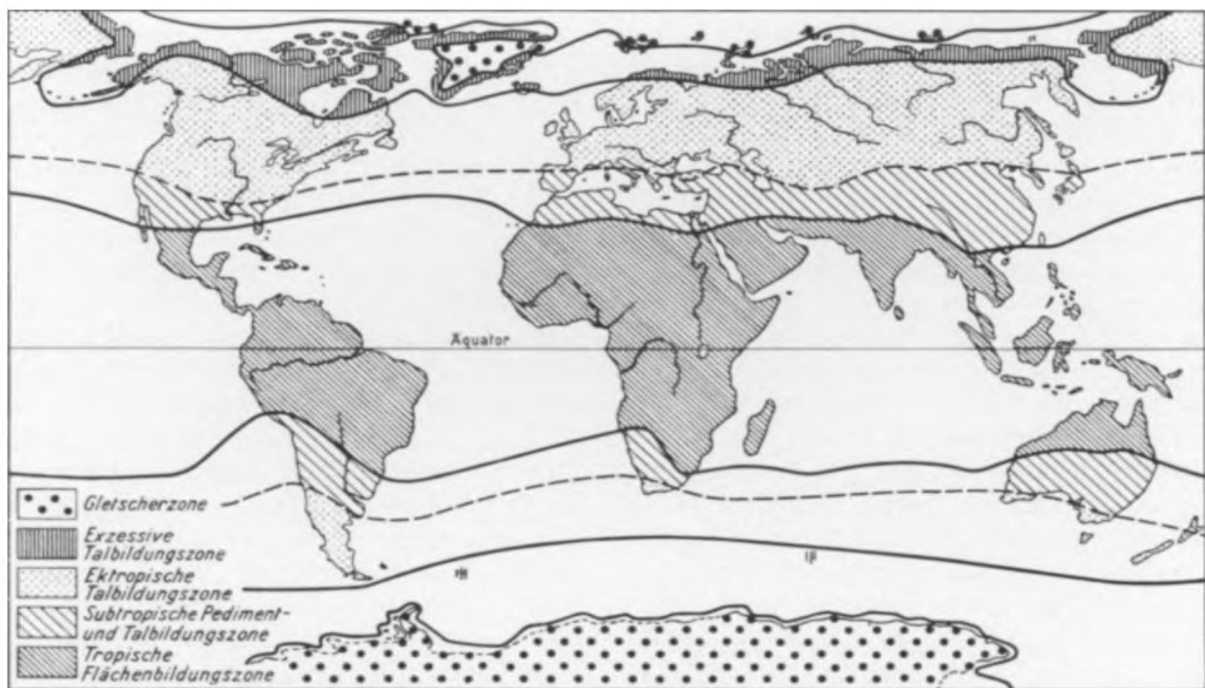 Äquator
Gletscherzone
Exzessive
Talbildungszone
Ektropische
Talbildungszone
Subtropische Pediment-
und Talbildungszone
Tropische
Flächenbildungszone